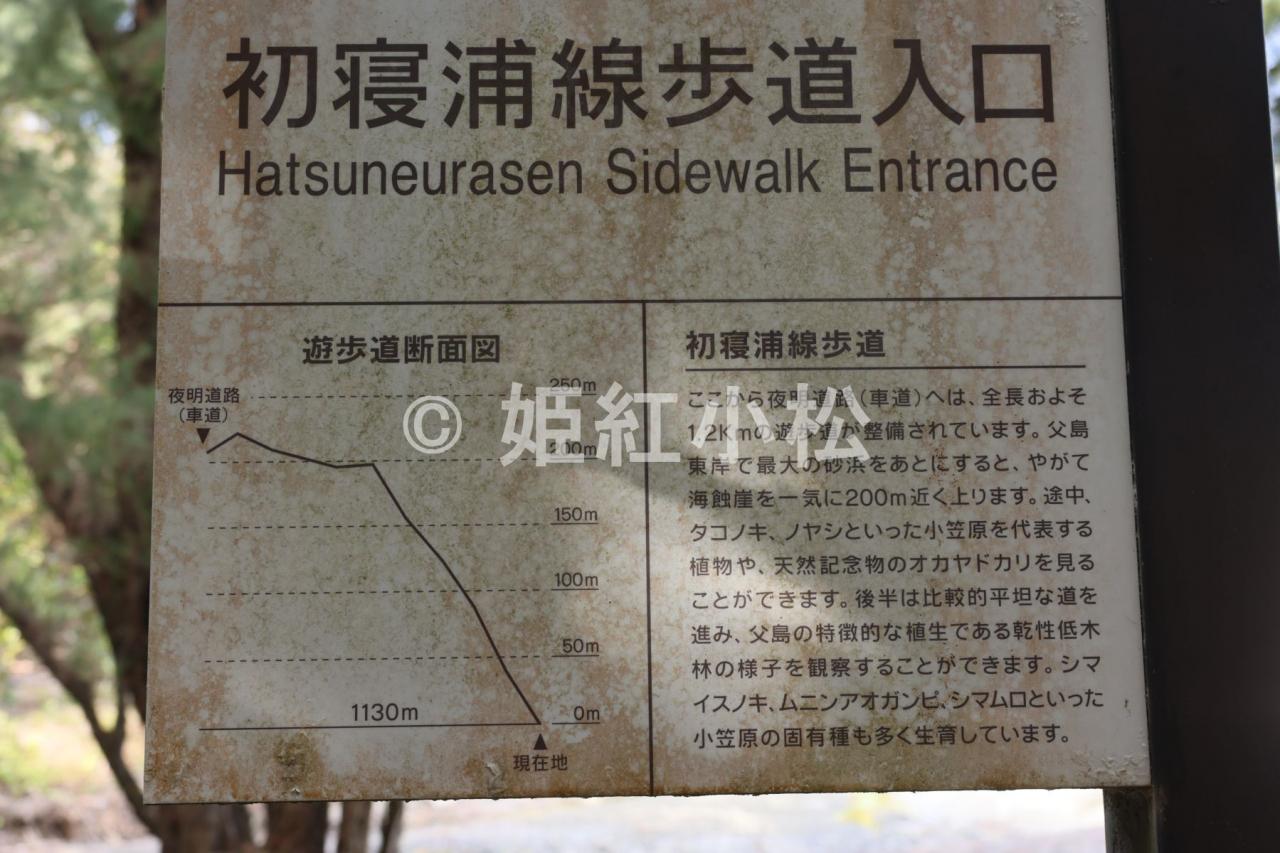 初寝浦線歩道入口
Hatsuneurasen Sidewalk Entrance
遊歩道断面図
夜明道路
（車道）
250m
200m
150m
100m
50m
0m
1130m
現在地
初寝浦線歩道
ここから夜明道路（車道）へは、全長およそ
1.2Kmの遊歩道が整備されています。父島
東岸で最大の砂浜をあとにすると、やがて
海蝕崖を一気に200m近く上ります。途中、
タコノキ、ノヤシといった小笠原を代表する
植物や、天然記念物のオカヤドカリを見る
ことができます。後半は比較的平坦な道を
進み、父島の特徴的な植生である乾性低木
林の様子を観察することができます。シマ
イスノキ、ムニンアオガンピ、シマムロといった
小笠原の固有種も多く生育しています。
© 姫紅小松